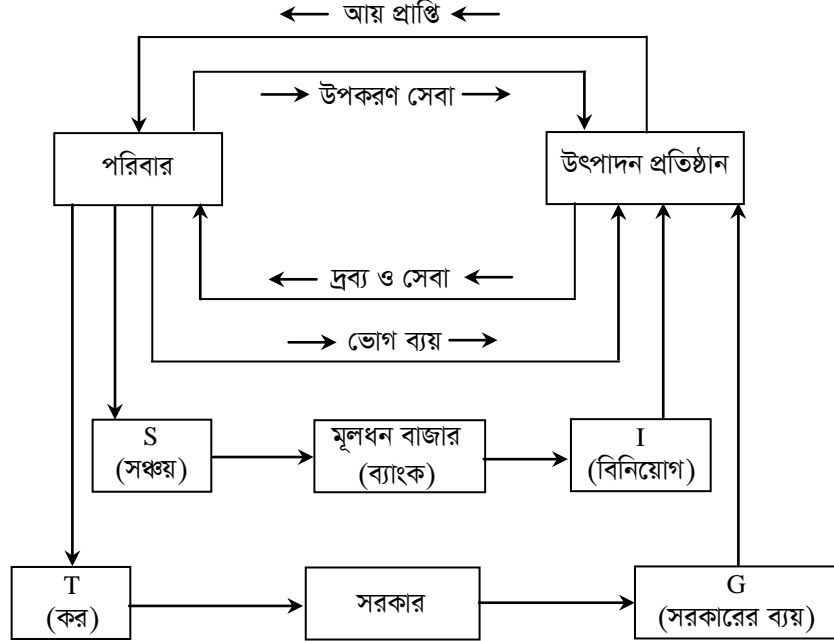 আয় প্রাপ্তি
উপকরণ সেবা
পরিবার
উৎপাদন প্রতিষ্ঠান
দ্রব্য ও সেবা
ভোগ ব্যয়
S
(সঞ্চয়)
মূলধন বাজার
(ব্যাংক)
I
(বিনিয়োগ)
T
(কর)
সরকার
G
(সরকারের ব্যয়)